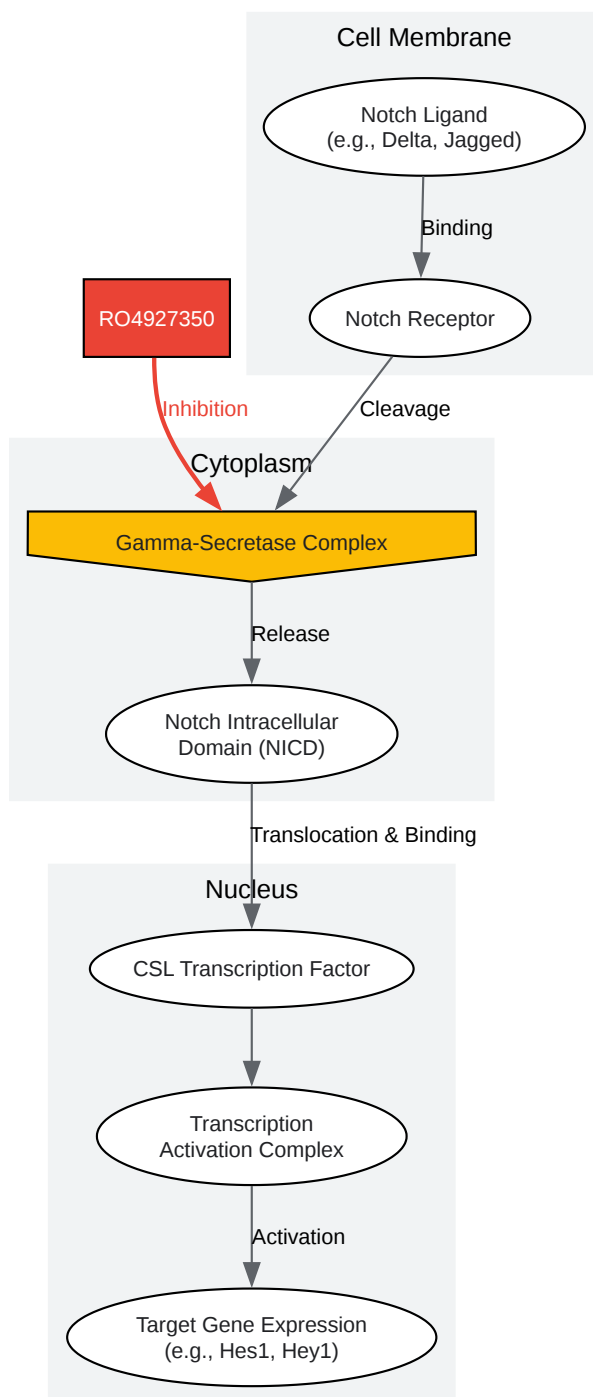 Cell Membrane
Notch Ligand
(e.g., Delta, Jagged)
Binding
RO4927350
Notch Receptor
Inhibition
Cleavage
Cytoplasm
Gamma-Secretase Complex
Release
Notch Intracellular
Domain (NICD)
Translocation & Binding
Nucleus
CSL Transcription Factor
Transcription
Activation Complex
Activation
Target Gene Expression
(e.g., Hes1, Hey1)